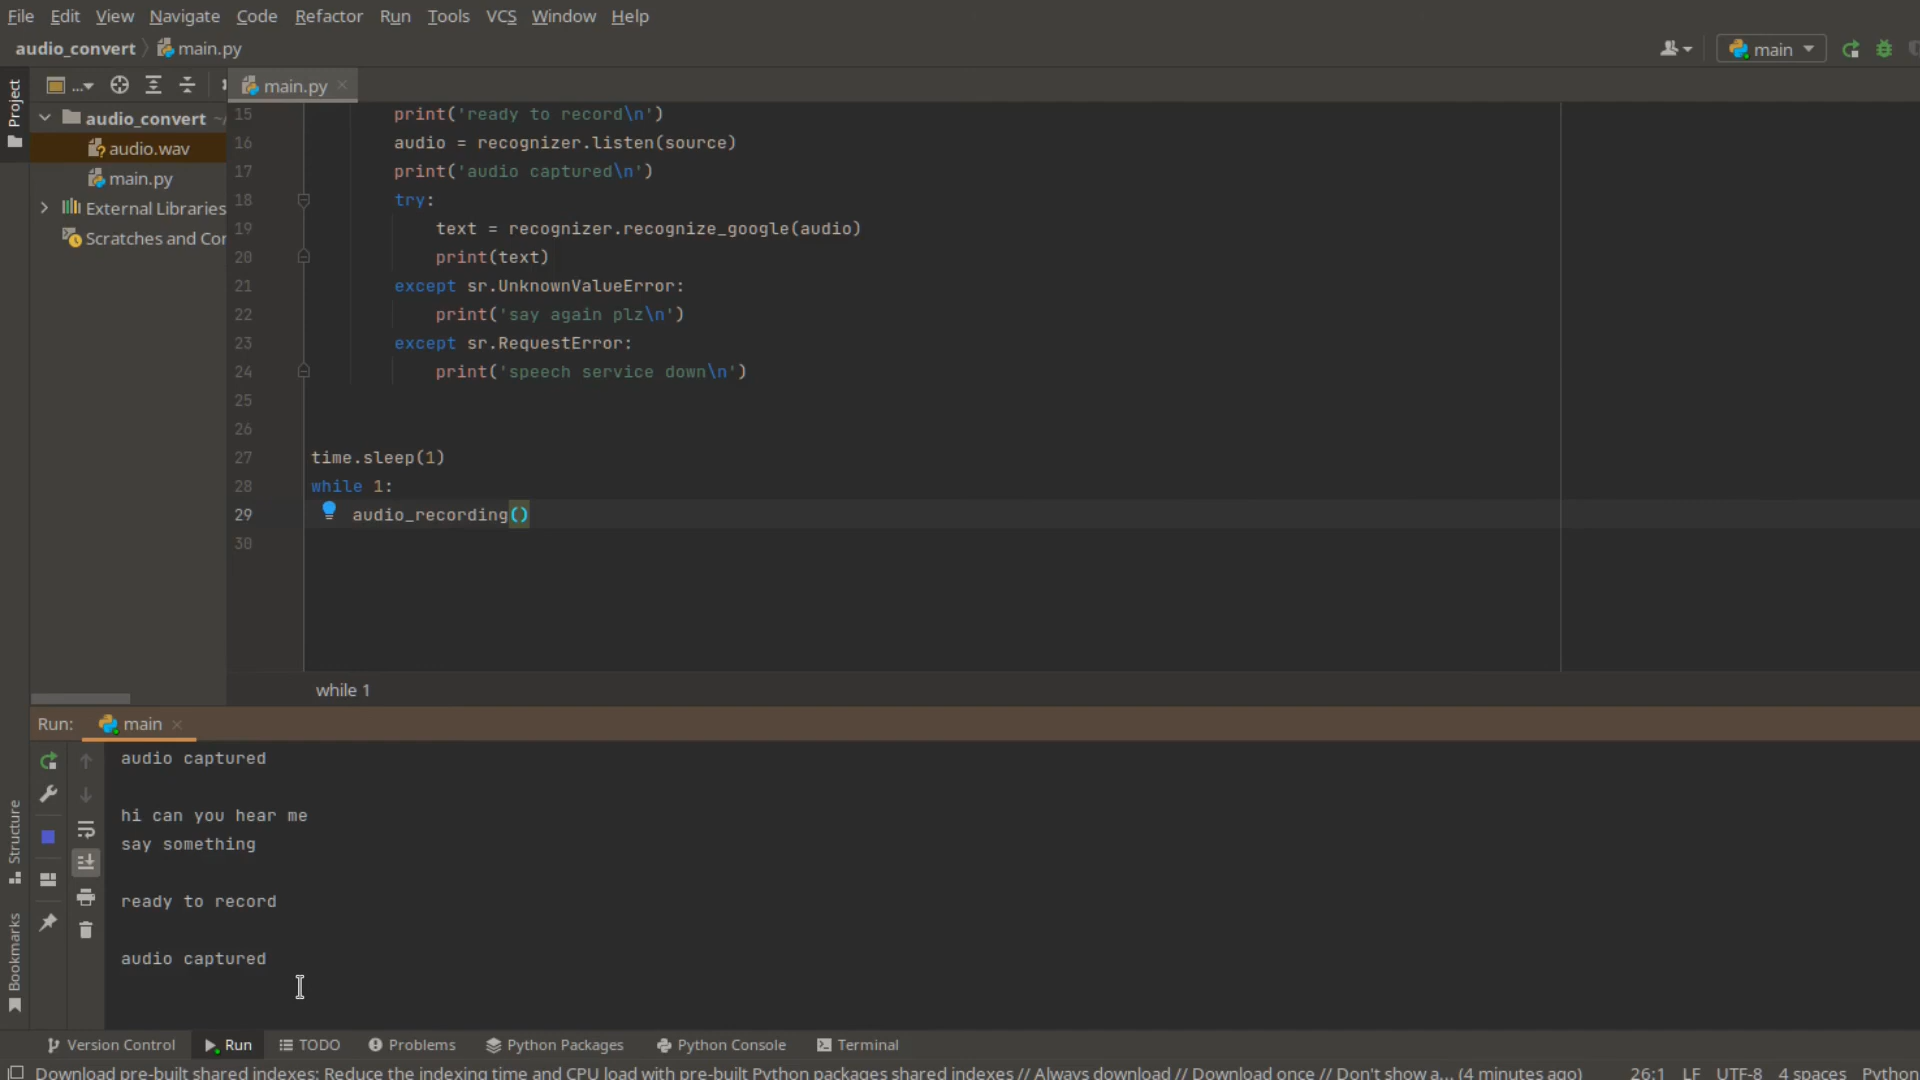 File Edit View Navigate Code Refactor Run Tools VCS Window Help
audio_convert main.py main
Project ... main.py
audio_convert ~/
audio.wav
main.py
External Libraries
Scratches and Con
15 print('ready to record\n')
16 audio = recognizer.listen(source)
17 print('audio captured\n')
18 try:
19 text = recognizer.recognize_google(audio)
20 print(text)
21 except sr.UnknownValueError:
22 print('say again plz\n')
23 except sr.RequestError:
24 print('speech service down\n')
25
26
27 time.sleep(1)
28 while 1:
29 audio_recording()
30
while 1
Run: main
audio captured
hi can you hear me
say something
ready to record
audio captured
Structure
Bookmarks
Version Control Run TODO Problems Python Packages Python Console Terminal
Download pre-built shared indexes: Reduce the indexing time and CPU load with pre-built Python packages shared indexes // Always download // Download once // Don't show a... (4 minutes ago) 26:1 LF UTF-8 4 spaces Python